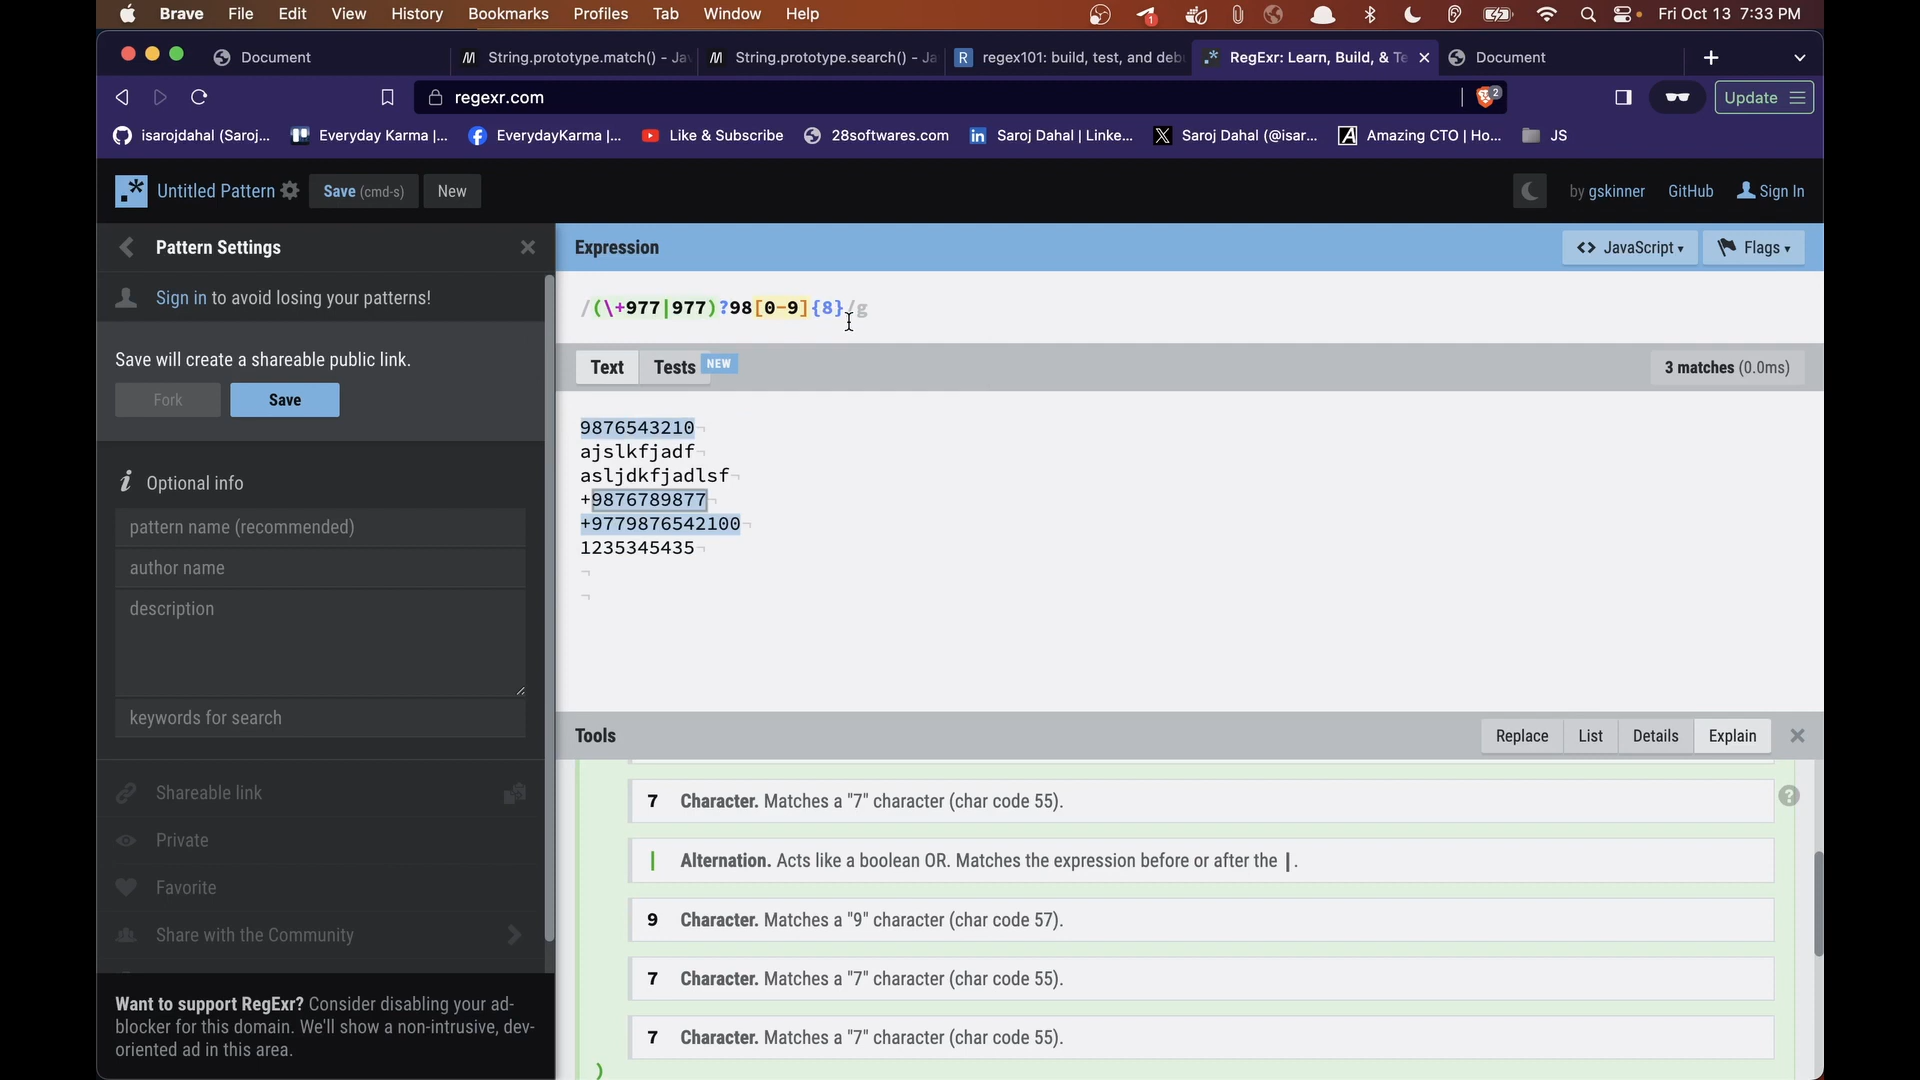 Brave File Edit View History Bookmarks Profiles Tab Window Help 1 Fri Oct 13 7:33 PM
Document String.prototype.match() - Jav String.prototype.search() - Ja R regex101: build, test, and deb RegExr: Learn, Build, & Te Document
regexr.com 2 Update
isarojdahal (Saroj... Everyday Karma |... EverydayKarma |... Like & Subscribe 28softwares.com Saroj Dahal | Linke... Saroj Dahal (@isar... Amazing CTO | Ho... JS
Untitled Pattern Save (cmd-s) New by gskinner GitHub Sign In
Pattern Settings
Expression
JavaScript Flags
Sign in to avoid losing your patterns!
/(\+977|977)?98[0-9]{8}/g
Save will create a shareable public link.
Fork Save
Text Tests NEW 3 matches (0.0ms)
9876543210
ajslkfjadf
asljdkfjadlsf
+9876789877
+9779876542100
1235345435
Optional info
pattern name (recommended)
author name
description
keywords for search
Tools Replace List Details Explain
Shareable link
Private
Favorite
Share with the Community
Want to support RegExr? Consider disabling your ad-
blocker for this domain. We'll show a non-intrusive, dev-
oriented ad in this area.
7 Character. Matches a "7" character (char code 55).
| Alternation. Acts like a boolean OR. Matches the expression before or after the |.
9 Character. Matches a "9" character (char code 57).
7 Character. Matches a "7" character (char code 55).
7 Character. Matches a "7" character (char code 55).
)